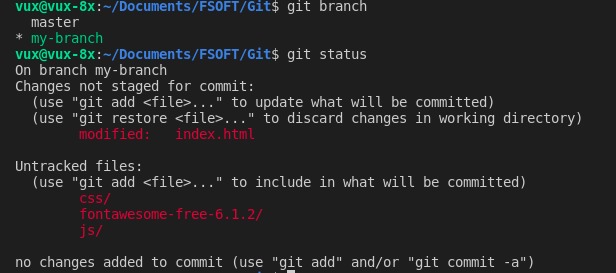 vux@vux-8x:~/Documents/FSOFT/Git$ git branch
  master
* my-branch
vux@vux-8x:~/Documents/FSOFT/Git$ git status
On branch my-branch
Changes not staged for commit:
  (use "git add <file>..." to update what will be committed)
  (use "git restore <file>..." to discard changes in working directory)
        modified:   index.html

Untracked files:
  (use "git add <file>..." to include in what will be committed)
        css/
        fontawesome-free-6.1.2/
        js/

no changes added to commit (use "git add" and/or "git commit -a")